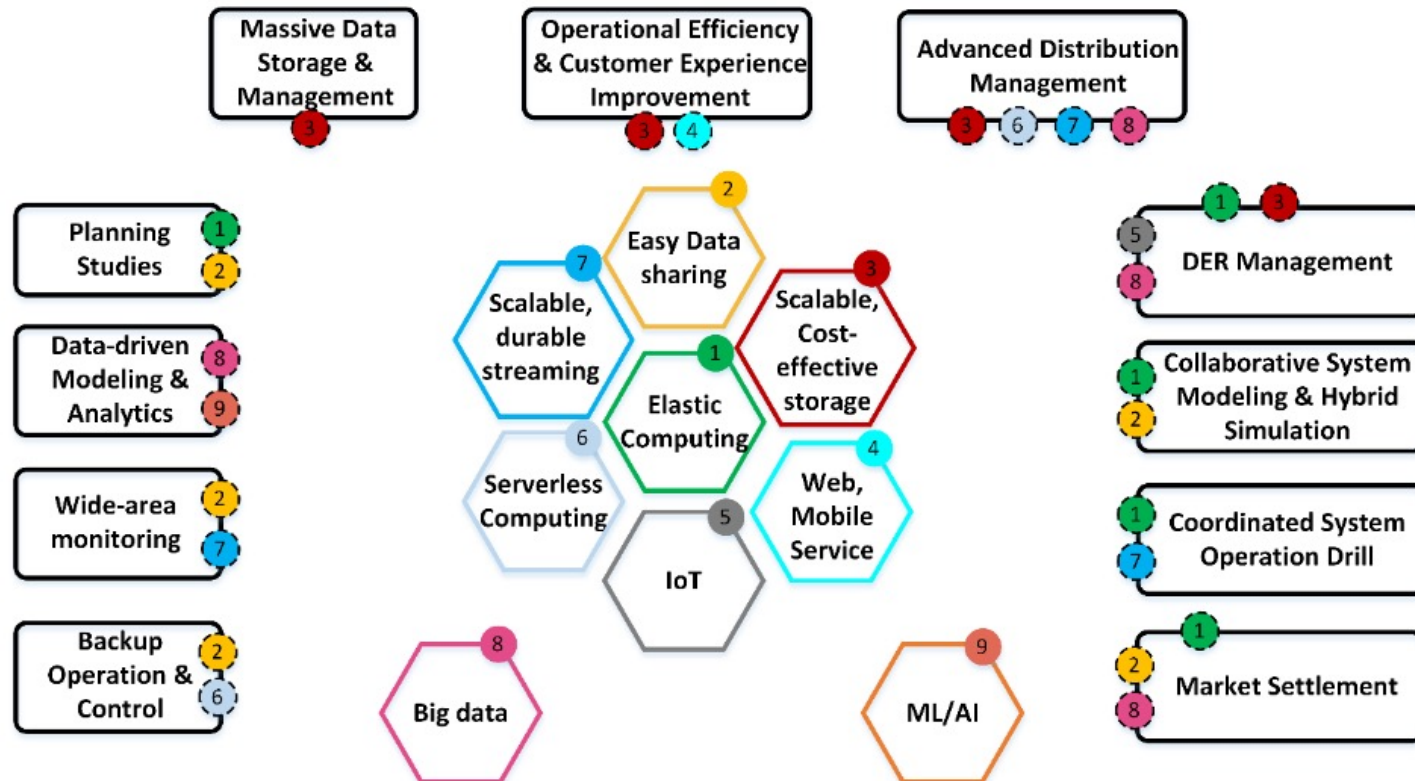 Massive Data
Storage &
Management
3
Operational Efficiency
& Customer Experience
Improvement
3 4
Advanced Distribution
Management
3 6 7 8
Planning
Studies
1
2
Data-driven
Modeling &
Analytics
8
9
Wide-area
monitoring
2
7
Backup
Operation &
Control
2
6
2
Easy Data
sharing
7
Scalable,
durable
streaming
3
Scalable,
Cost-
effective
storage
1
Elastic
Computing
6
Serverless
Computing
4
Web,
Mobile
Service
5
IoT
8
Big data
9
ML/AI
1 3
5
8
DER Management
1
2
Collaborative System
Modeling & Hybrid
Simulation
1
7
Coordinated System
Operation Drill
1
2
8
Market Settlement